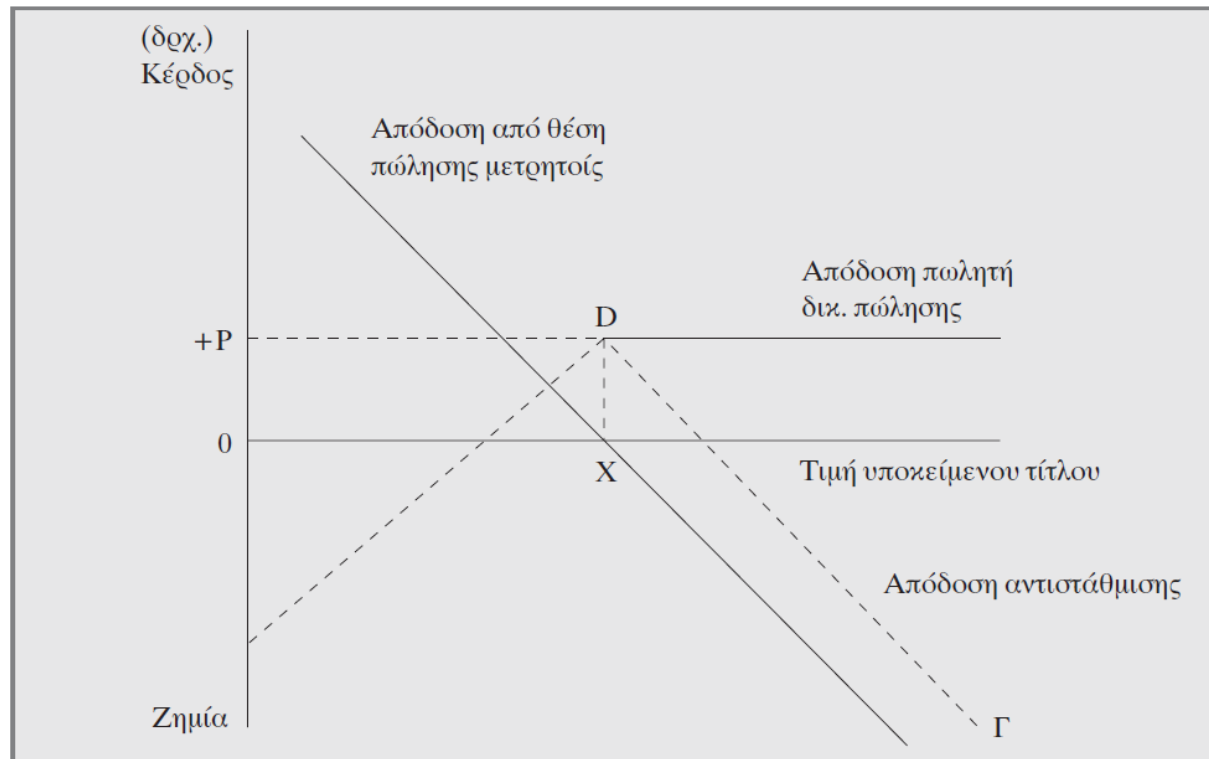 (δρχ.)
Κέρδος
Απόδοση από θέση
πώλησης μετρητοίς
Απόδοση πωλητή
δικ. πώλησης
D
+P
0
X
Τιμή υποκείμενου τίτλου
Απόδοση αντιστάθμισης
Ζημία
Γ